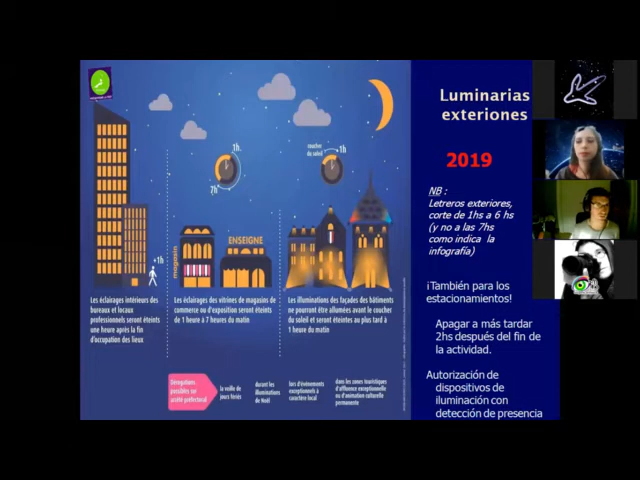 Luminarias
exteriones
2019
NB :
Letreros exteriores,
corte de 1hs a 6 hs
(y no a las 7hs
como indica la
infografía)
¡También para los
estacionamientos!
Apagar a más tardar
2hs después del fin de
la actividad.
Autorización de
dispositivos de
iluminación con
detección de presencia
+1h
magasin
1h
7h
ENSEIGNE
coucher
du soleil
1h
Les éclairages intérieurs des
bureaux et locaux
professionnels seront éteints
une heure après la fin
d'occupation des lieux
Les éclairages des vitrines de magasins de
commerce ou d'exposition seront éteints
de 1 heure à 7 heures du matin
Les illuminations des façades des bâtiments
ne pourront être allumées avant le coucher
du soleil et seront éteintes au plus tard à
1 heure du matin
Dérogations
possibles sur
arrêté préfectoral
la veille de
jours fériés
durant les
illuminations
de Noël
lors d'événements
exceptionnels à
caractère local
dans les zones touristiques
d'affluence exceptionnelle
ou d'animation culturelle
permanente